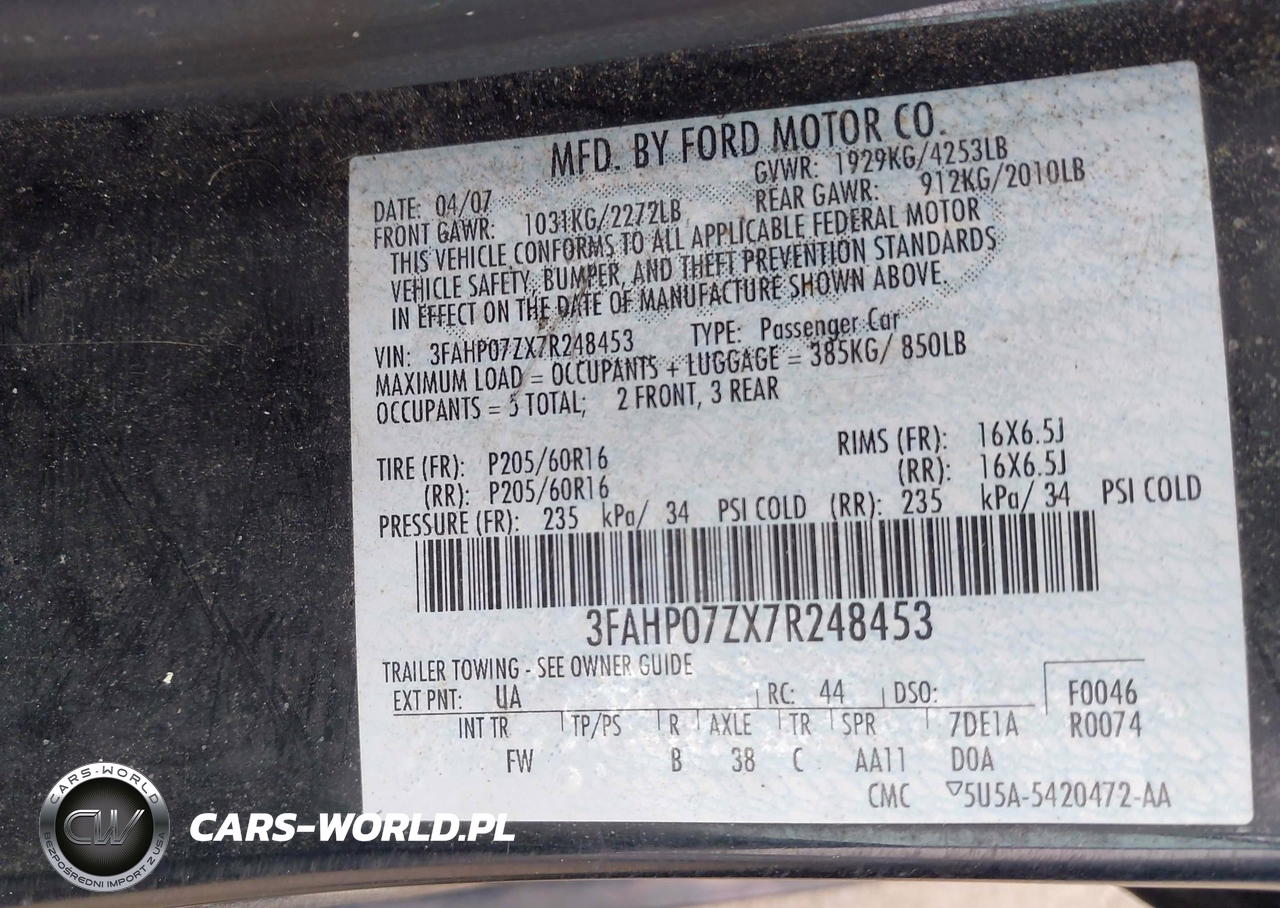 MFD. BY FORD MOTOR CO.
DATE: 04/07 GVWR: 1929KG/4253LB
FRONT GAWR: 1031KG/2272LB REAR GAWR: 912KG/2010LB
THIS VEHICLE CONFORMS TO ALL APPLICABLE FEDERAL MOTOR
VEHICLE SAFETY, BUMPER, AND THEFT PREVENTION STANDARDS
IN EFFECT ON THE DATE OF MANUFACTURE SHOWN ABOVE.
VIN: 3FAHP07ZX7R248453 TYPE: Passenger Car
MAXIMUM LOAD = OCCUPANTS + LUGGAGE = 385KG/ 850LB
OCCUPANTS = 5 TOTAL; 2 FRONT, 3 REAR
TIRE (FR): P205/60R16 RIMS (FR): 16X6.5J
(RR): P205/60R16 (RR): 16X6.5J
PRESSURE (FR): 235 kPa/ 34 PSI COLD (RR): 235 kPa/ 34 PSI COLD
3FAHP07ZX7R248453
TRAILER TOWING - SEE OWNER GUIDE
EXT PNT: UA RC: 44 DSO: F0046
INT TR TP/PS R AXLE TR SPR 7DE1A R0074
FW B 38 C AA11 D0A
CMC ▽5U5A-5420472-AA
CARS-WORLD
CW
BEZPOŚREDNI IMPORT Z USA
CARS-WORLD.PL